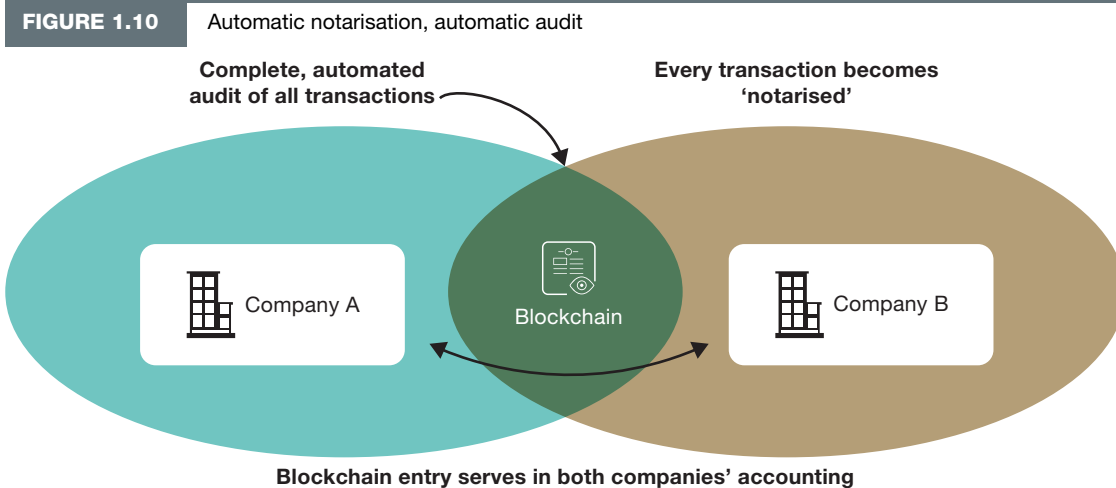 FIGURE 1.10 Automatic notarisation, automatic audit
Complete, automated
audit of all transactions
Every transaction becomes
‘notarised’
Company A
Blockchain
Company B
Blockchain entry serves in both companies’ accounting